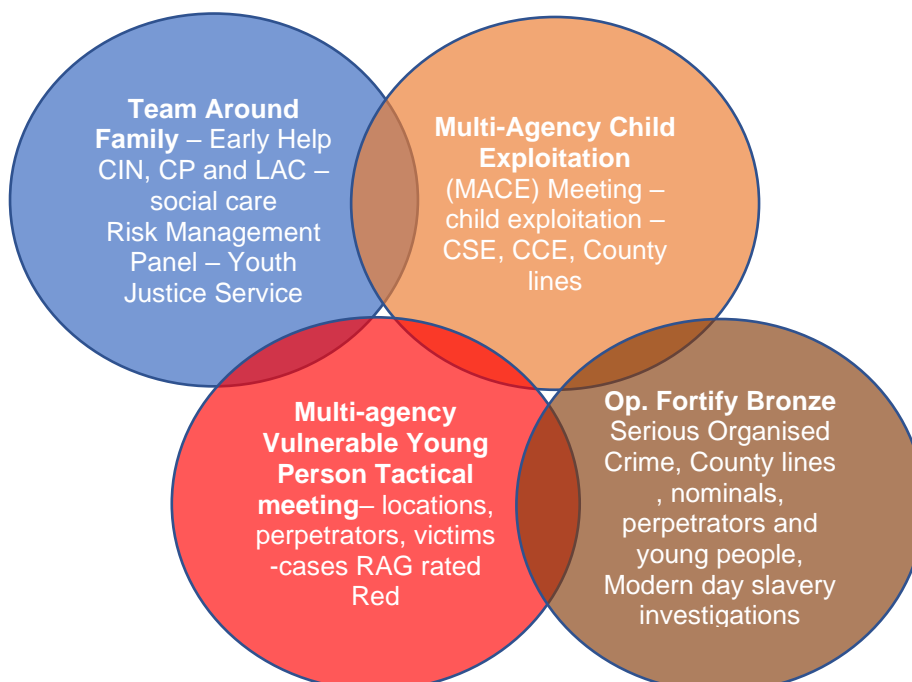 Team Around
Family – Early Help
CIN, CP and LAC –
social care
Risk Management
Panel – Youth
Justice Service
Multi-Agency Child
Exploitation
(MACE) Meeting –
child exploitation –
CSE, CCE, County
lines
Multi-agency
Vulnerable Young
Person Tactical
meeting– locations,
perpetrators, victims
-cases RAG rated
Red
Op. Fortify Bronze
Serious Organised
Crime, County lines
, nominals,
perpetrators and
young people,
Modern day slavery
investigations